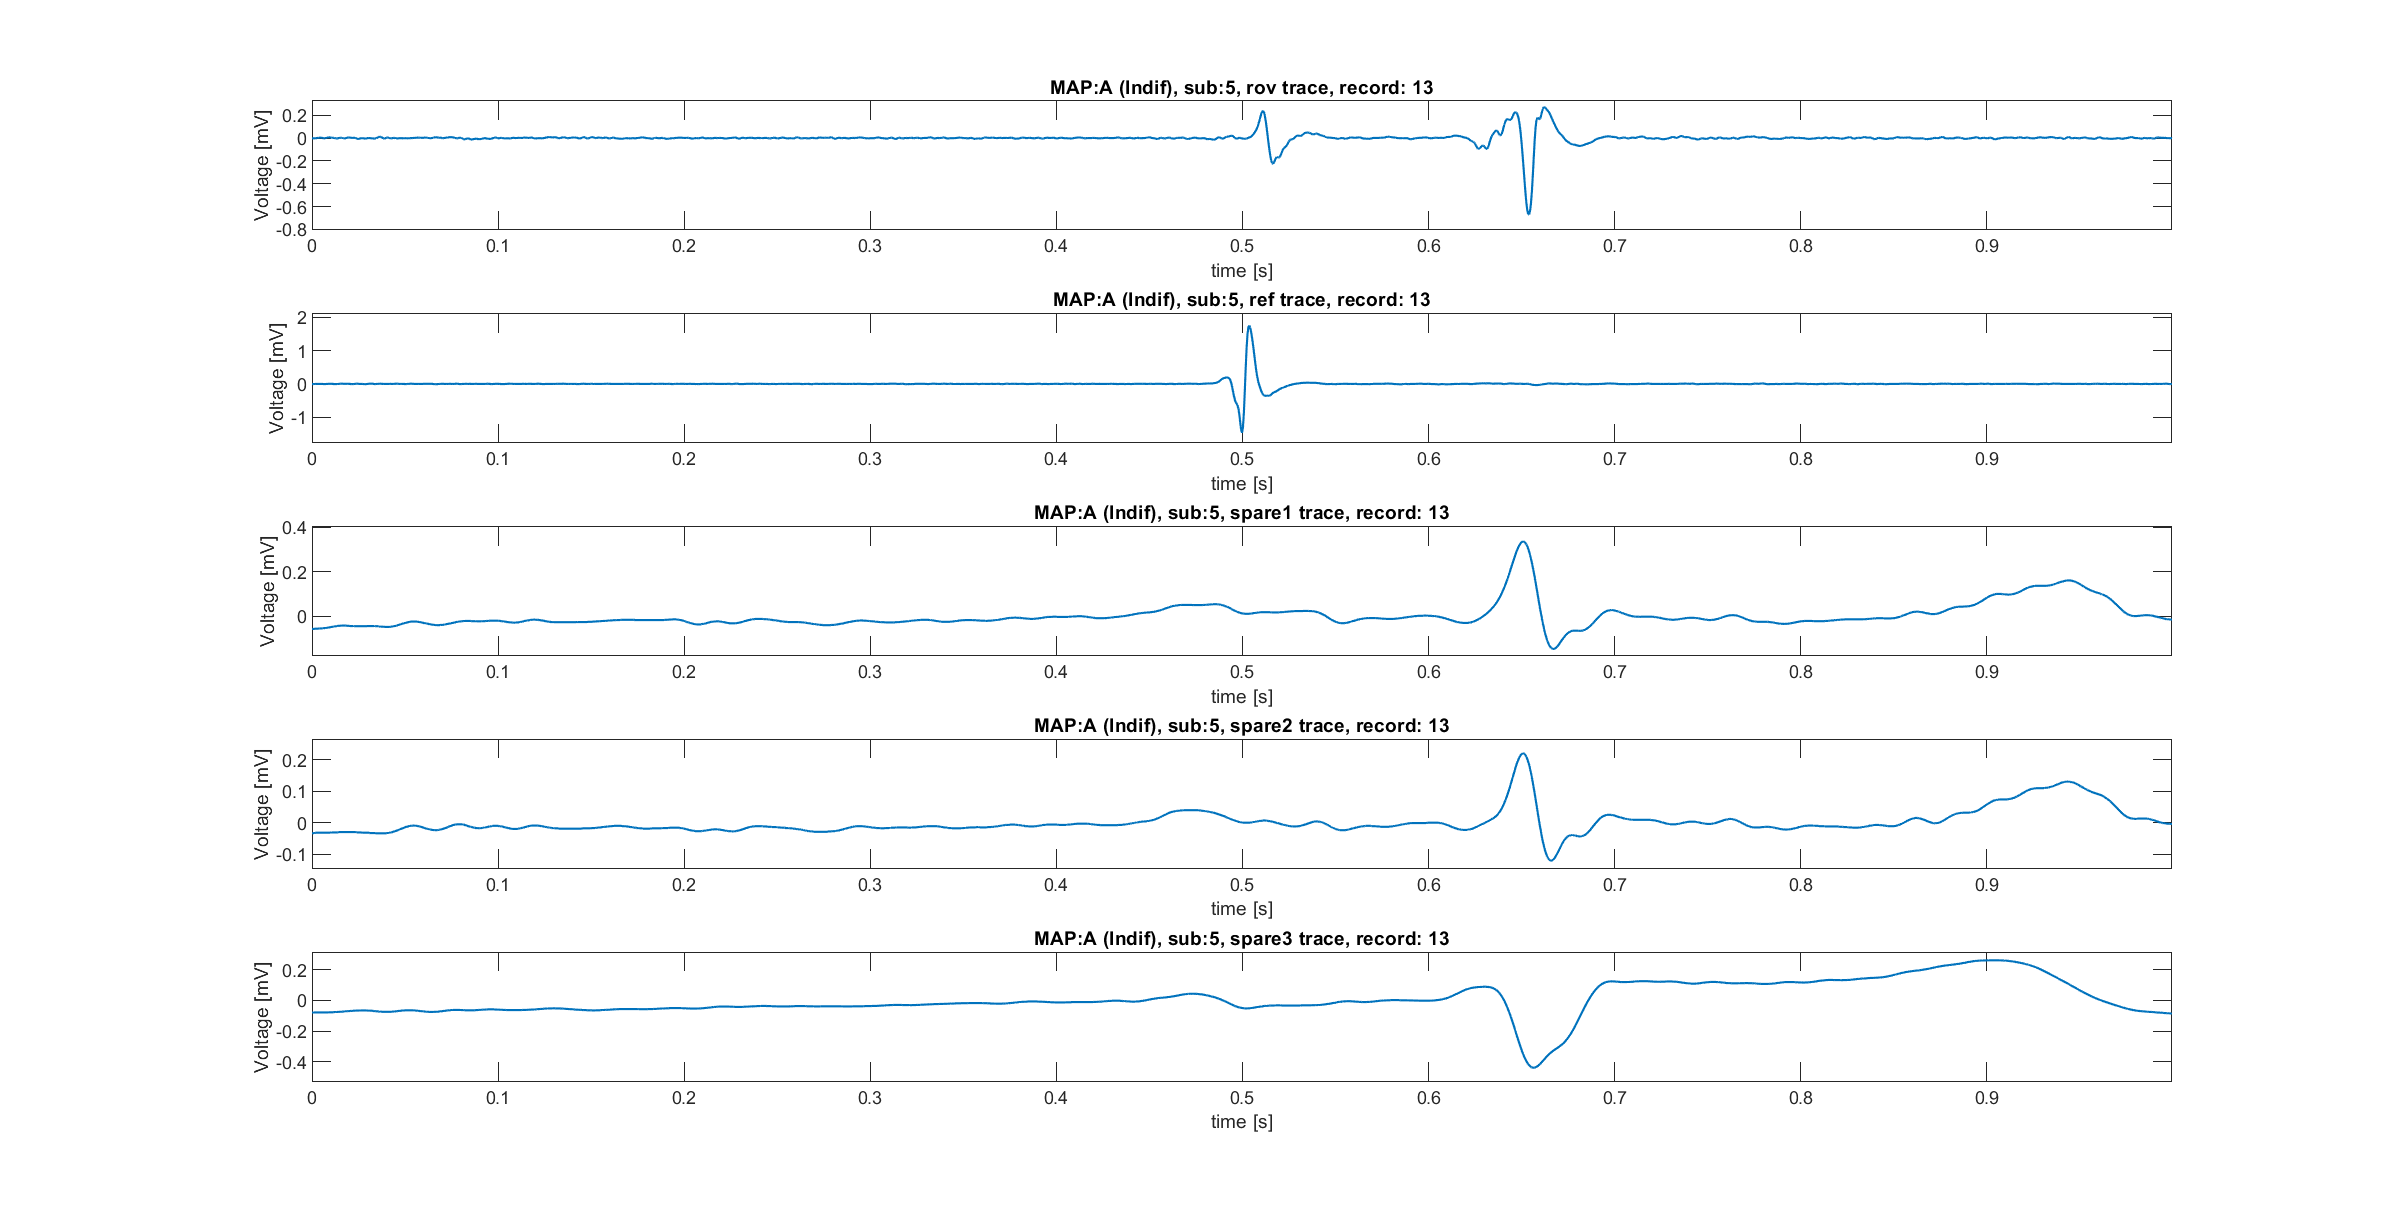 MAP:A (Indif), sub:5, rov trace, record: 13
Voltage [mV]
0.2
0
-0.2
-0.4
-0.6
-0.8
0 0.1 0.2 0.3 0.4 0.5 0.6 0.7 0.8 0.9
time [s]
MAP:A (Indif), sub:5, ref trace, record: 13
Voltage [mV]
2
1
0
-1
0 0.1 0.2 0.3 0.4 0.5 0.6 0.7 0.8 0.9
time [s]
MAP:A (Indif), sub:5, spare1 trace, record: 13
Voltage [mV]
0.4
0.2
0
0 0.1 0.2 0.3 0.4 0.5 0.6 0.7 0.8 0.9
time [s]
MAP:A (Indif), sub:5, spare2 trace, record: 13
Voltage [mV]
0.2
0.1
0
-0.1
0 0.1 0.2 0.3 0.4 0.5 0.6 0.7 0.8 0.9
time [s]
MAP:A (Indif), sub:5, spare3 trace, record: 13
Voltage [mV]
0.2
0
-0.2
-0.4
0 0.1 0.2 0.3 0.4 0.5 0.6 0.7 0.8 0.9
time [s]